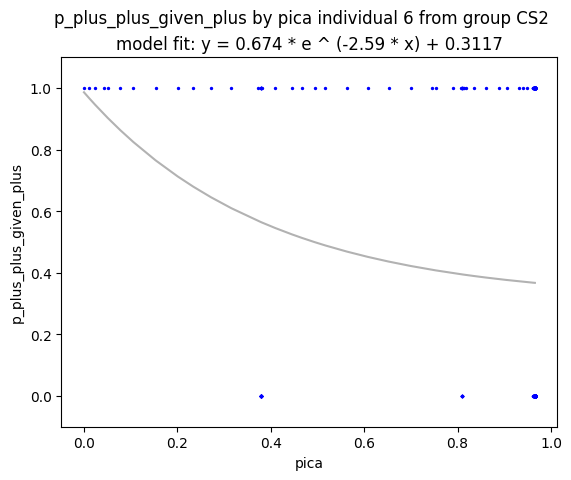 p_plus_plus_given_plus by pica individual 6 from group CS2
model fit: y = 0.674 * e ^ (-2.59 * x) + 0.3117
1.0
0.8
0.6
0.4
0.2
0.0
p_plus_plus_given_plus
0.0 0.2 0.4 0.6 0.8 1.0
pica